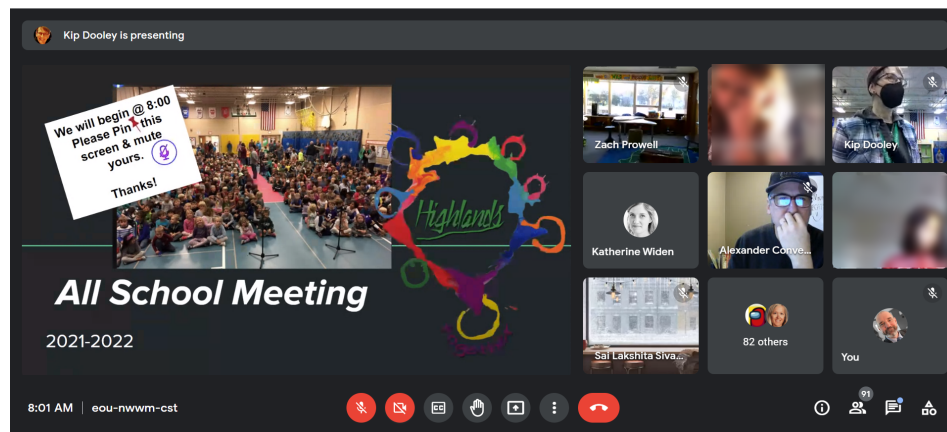 Kip Dooley is presenting
We will begin @ 8:00
Please Pin this
screen & mute
yours.
Thanks!
Highlands
All School Meeting
2021-2022
Zach Prowell
Kip Dooley
Katherine Widen
Alexander Conve...
Sai Lakshita Siva...
82 others
You
8:01 AM | eou-nwwm-cst
CC
91